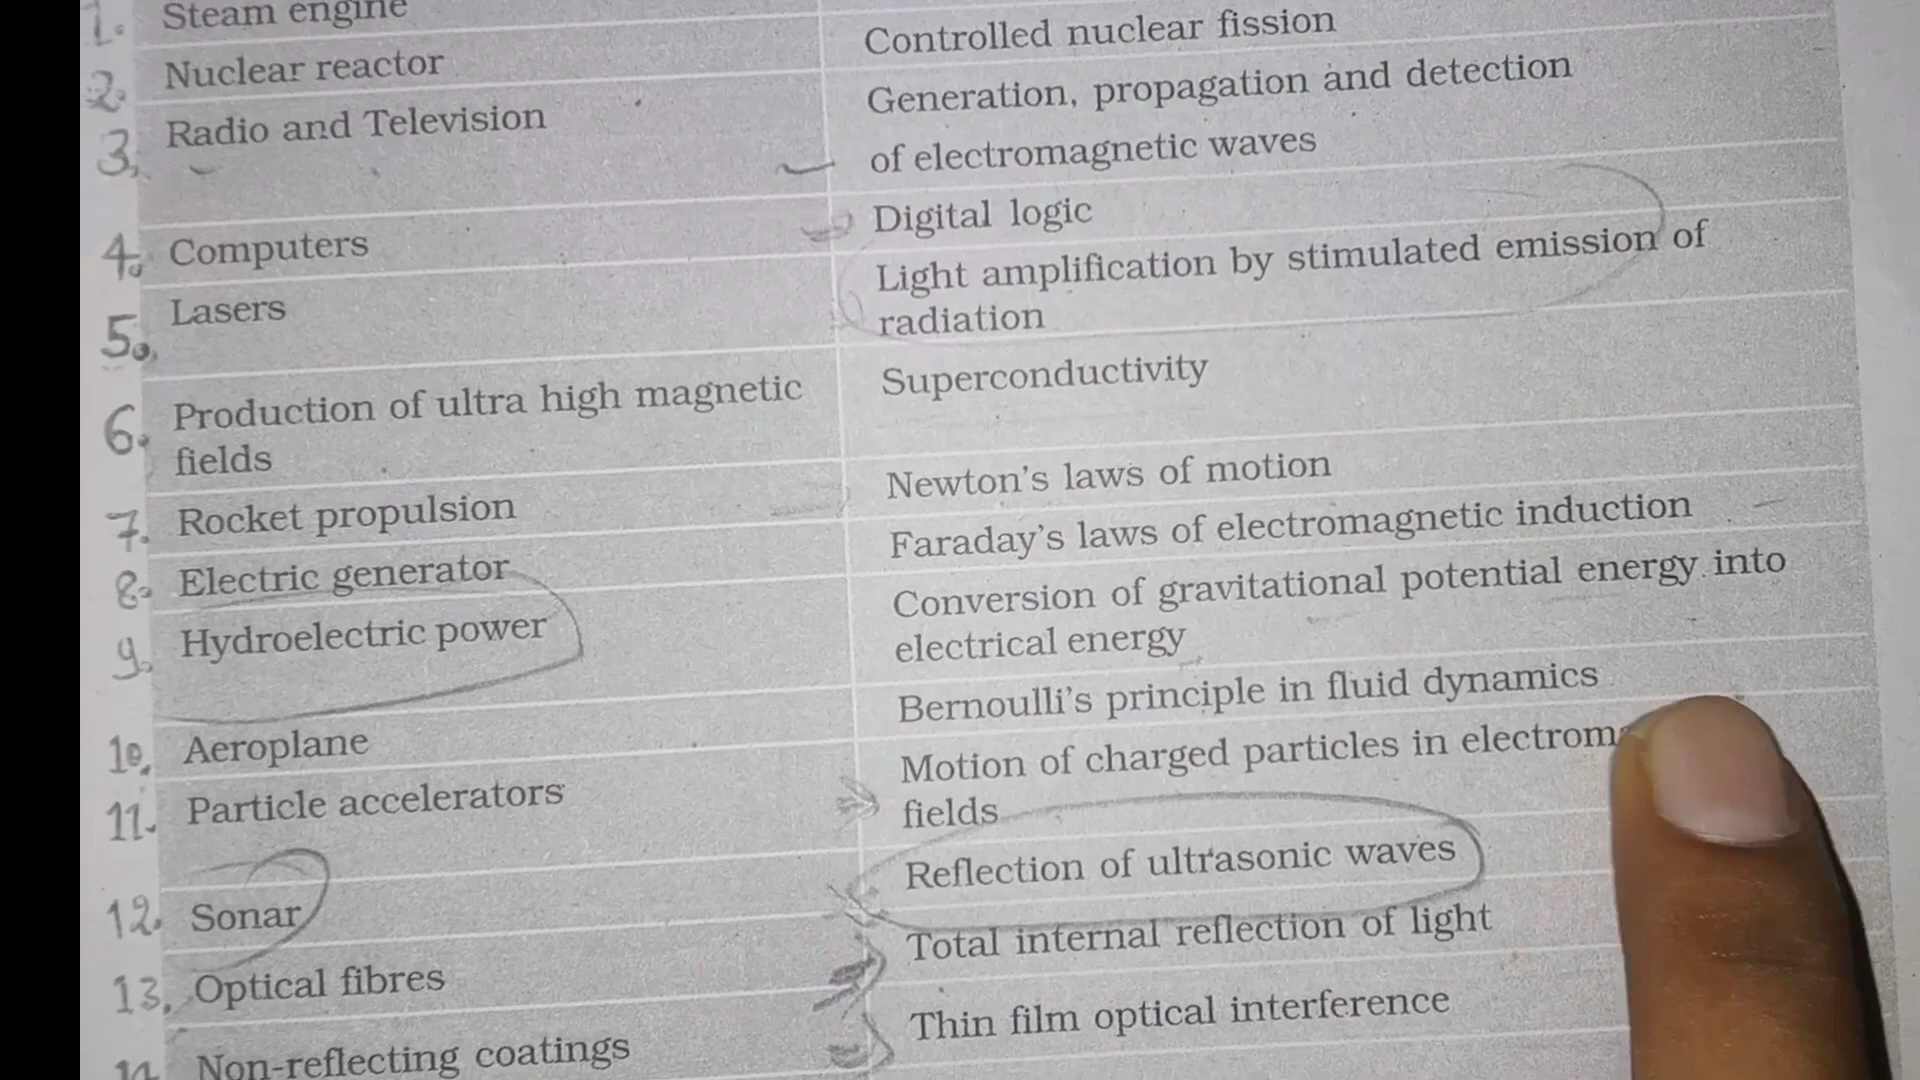 1. Steam engine
2. Nuclear reactor Controlled nuclear fission
3. Radio and Television Generation, propagation and detection
of electromagnetic waves
4. Computers Digital logic
5. Lasers Light amplification by stimulated emission of
radiation
6. Production of ultra high magnetic Superconductivity
fields
7. Rocket propulsion Newton's laws of motion
8. Electric generator Faraday's laws of electromagnetic induction
9. Hydroelectric power Conversion of gravitational potential energy into
electrical energy
10. Aeroplane Bernoulli's principle in fluid dynamics
11. Particle accelerators Motion of charged particles in
fields
12. Sonar Reflection of ultrasonic waves
13. Optical fibres Total internal reflection of light
Non-reflecting coatings Thin film optical interference